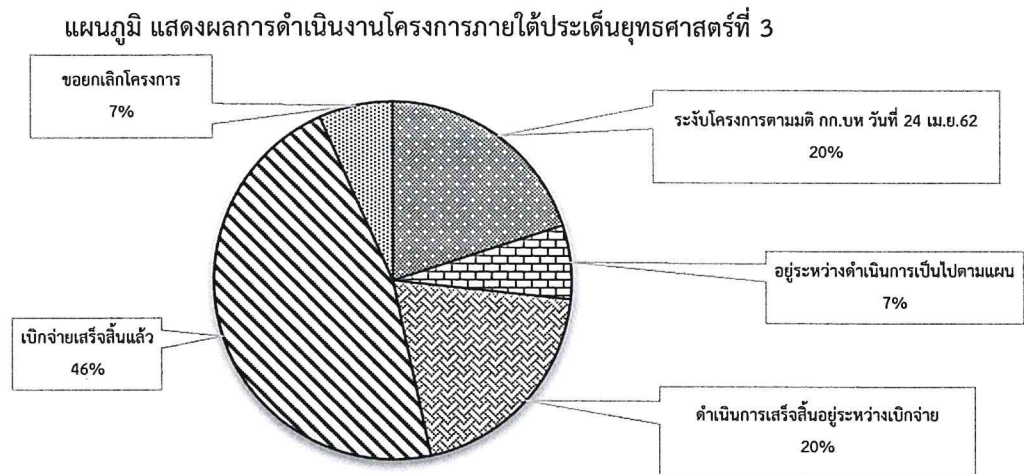 แผนภูมิ แสดงผลการดำเนินงานโครงการภายใต้ประเด็นยุทธศาสตร์ที่ 3
ขอยกเลิกโครงการ
7%
ระงับโครงการตามมติ กก.บห วันที่ 24 เม.ย.62
20%
อยู่ระหว่างดำเนินการเป็นไปตามแผน
7%
เบิกจ่ายเสร็จสิ้นแล้ว
46%
ดำเนินการเสร็จสิ้นอยู่ระหว่างเบิกจ่าย
20%